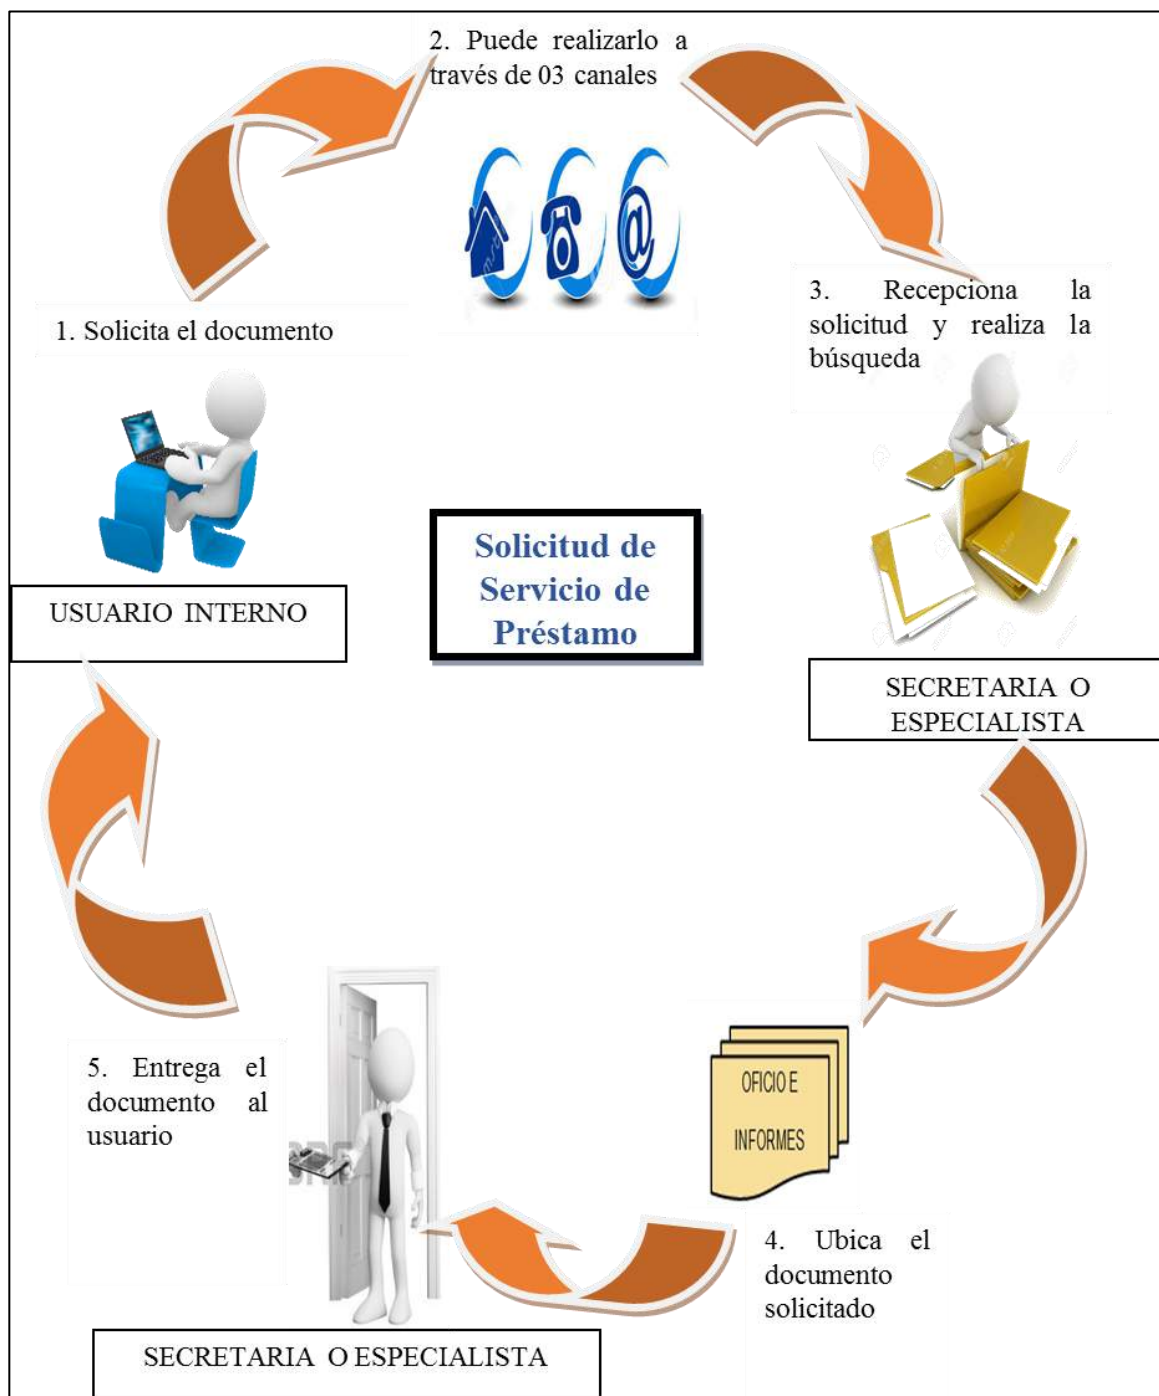 2. Puede realizarlo a
través de 03 canales
1. Solicita el documento
3. Recepciona la
solicitud y realiza la
búsqueda
USUARIO INTERNO
Solicitud de
Servicio de
Préstamo
SECRETARIA O
ESPECIALISTA
OFICIO E
INFORMES
4. Ubica el
documento
solicitado
5. Entrega el
documento al
usuario
SECRETARIA O ESPECIALISTA